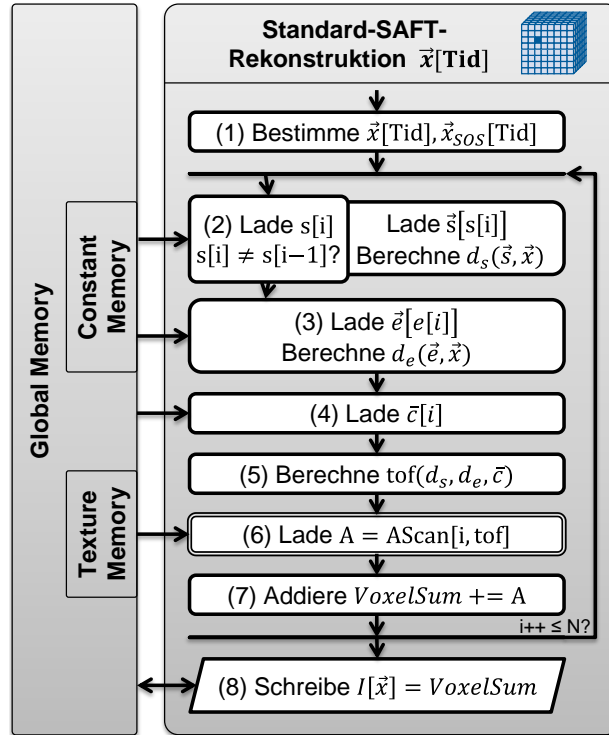 Standard-SAFT-
Rekonstruktion x⃗[Tid]
(1) Bestimme x⃗[Tid], x⃗_SOS[Tid]
(2) Lade s[i]
s[i] ≠ s[i−1]?
Lade s⃗[s[i]]
Berechne d_s(s⃗, x⃗)
(3) Lade e⃗[e[i]]
Berechne d_e(e⃗, x⃗)
(4) Lade c̄[i]
(5) Berechne tof(d_s, d_e, c̄)
(6) Lade A = AScan[i, tof]
(7) Addiere VoxelSum += A
i++ ≤ N?
(8) Schreibe I[x⃗] = VoxelSum
Global Memory
Constant
Memory
Texture
Memory